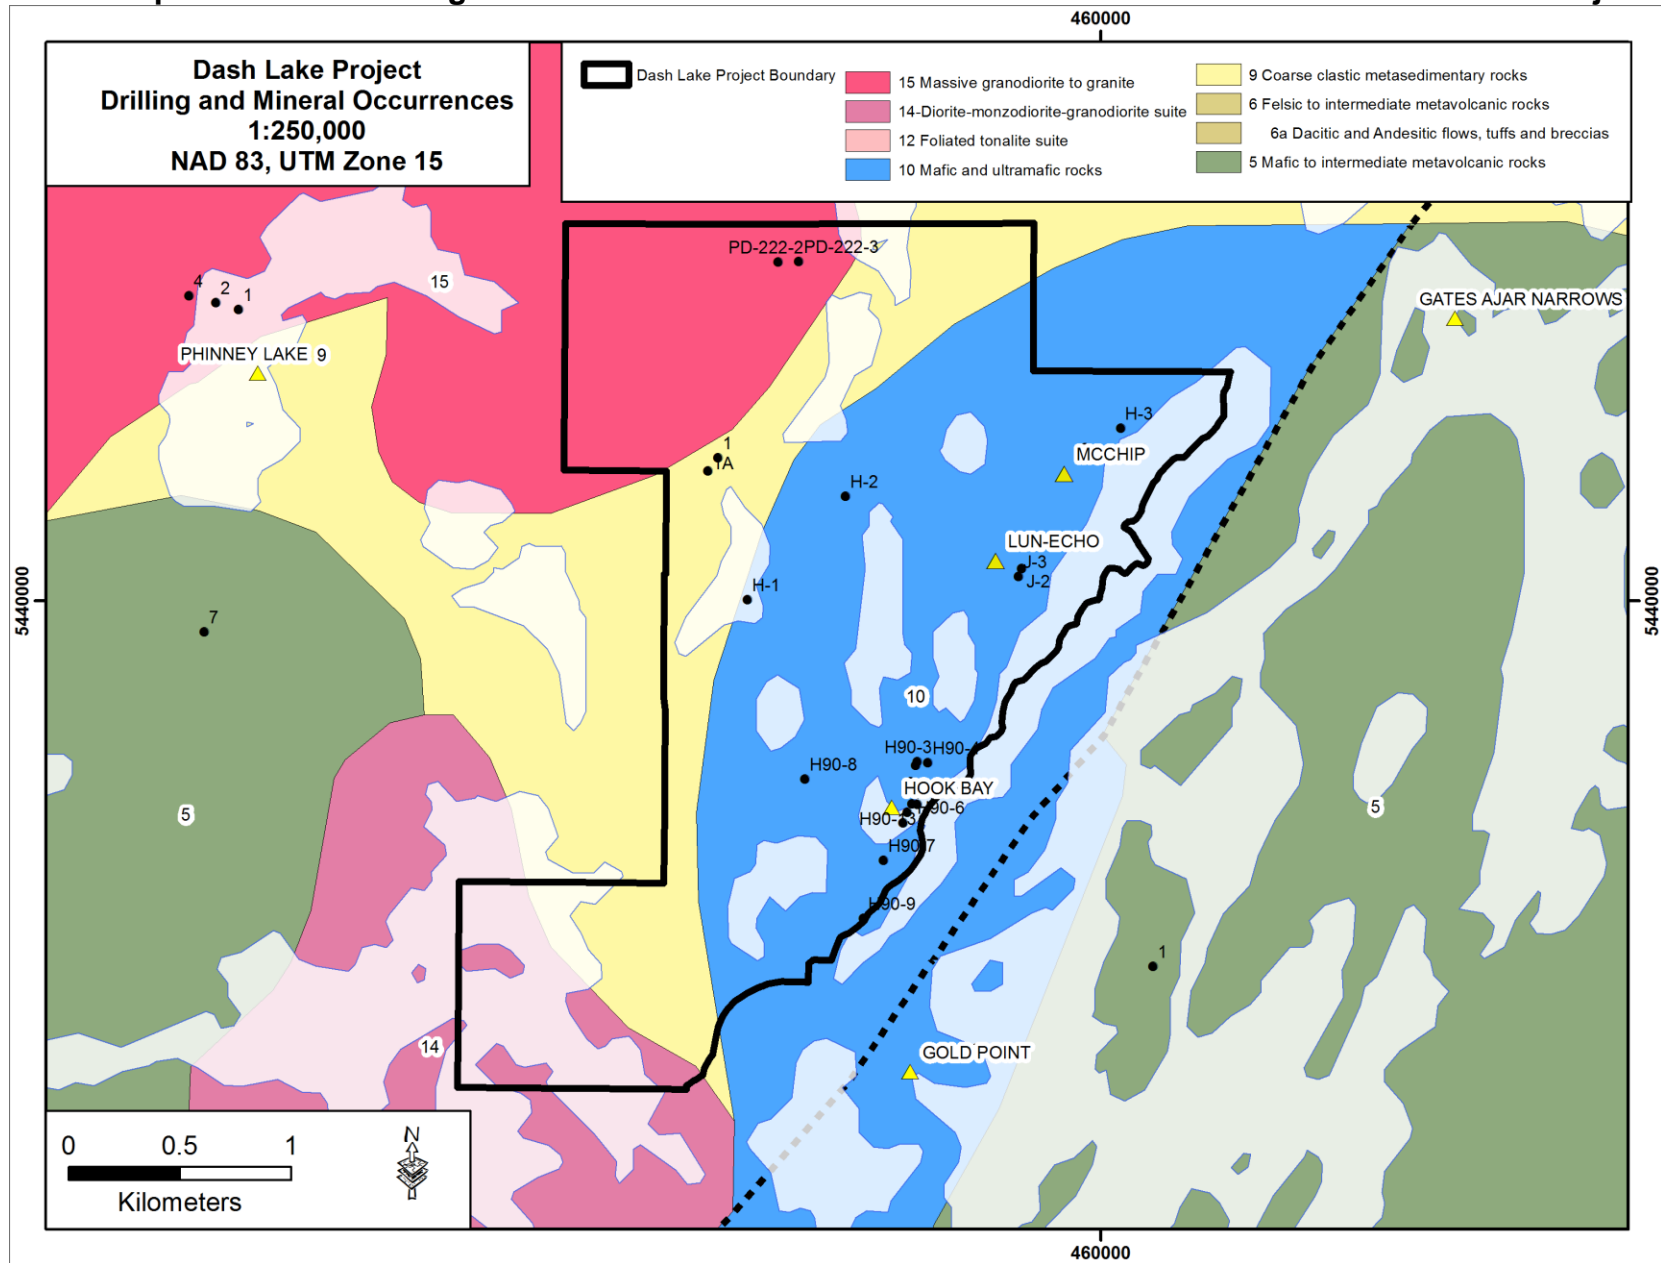 460000
Dash Lake Project
Drilling and Mineral Occurrences
1:250,000
NAD 83, UTM Zone 15
Dash Lake Project Boundary
15 Massive granodiorite to granite
14-Diorite-monzodiorite-granodiorite suite
12 Foliated tonalite suite
10 Mafic and ultramafic rocks
9 Coarse clastic metasedimentary rocks
6 Felsic to intermediate metavolcanic rocks
6a Dacitic and Andesitic flows, tuffs and breccias
5 Mafic to intermediate metavolcanic rocks
PD-222-2
PD-222-3
15
4
2
1
GATES AJAR NARROWS
PHINNEY LAKE
9
H-3
1
1A
MCCHIP
H-2
LUN-ECHO
J-3
J-2
H-1
5440000
5440000
7
10
H90-3
H90-8
HOOK BAY
5
5
H90-6
H90-7
H90-9
1
14
GOLD POINT
0 0.5 1
Kilometers
N
460000